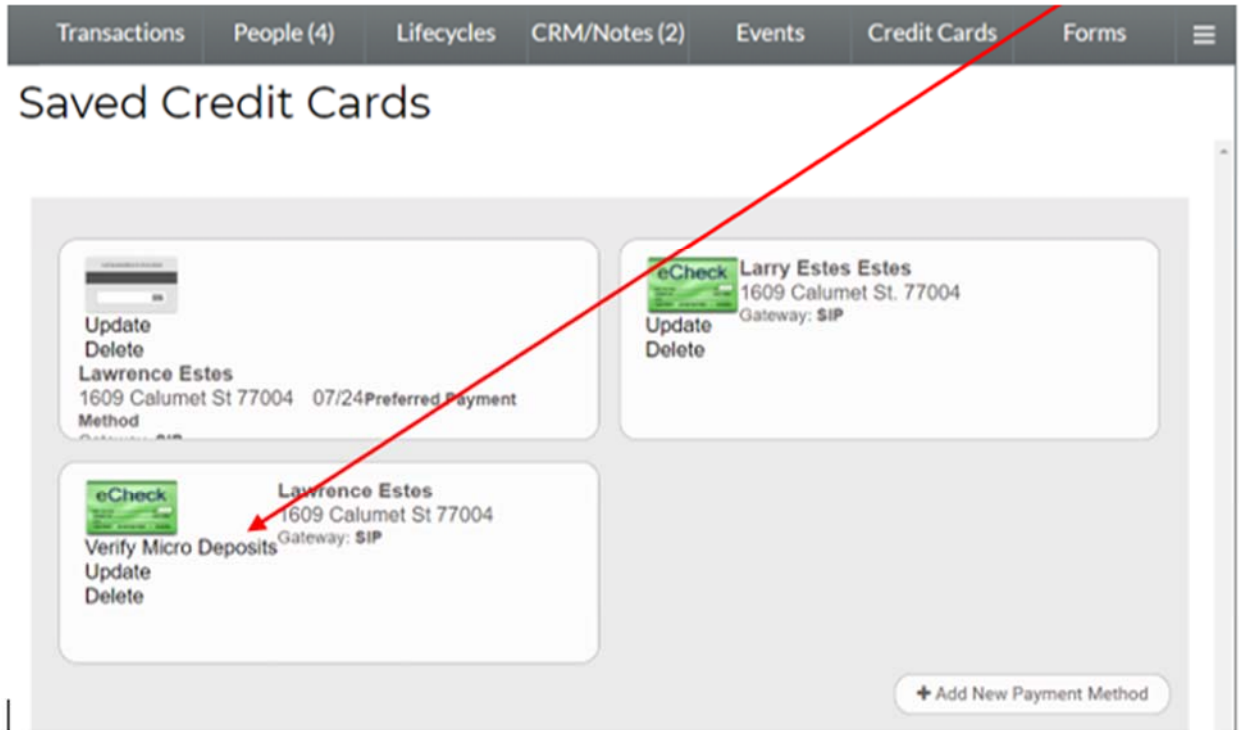 Transactions People (4) Lifecycles CRM/Notes (2) Events Credit Cards Forms
Saved Credit Cards
Update
Delete
Lawrence Estes
1609 Calumet St 77004 07/24 Preferred Payment
Method
Gateway: SIP
eCheck
Larry Estes Estes
1609 Calumet St. 77004
Gateway: SIP
Update
Delete
eCheck
Lawrence Estes
1609 Calumet St 77004
Gateway: SIP
Verify Micro Deposits
Update
Delete
+ Add New Payment Method